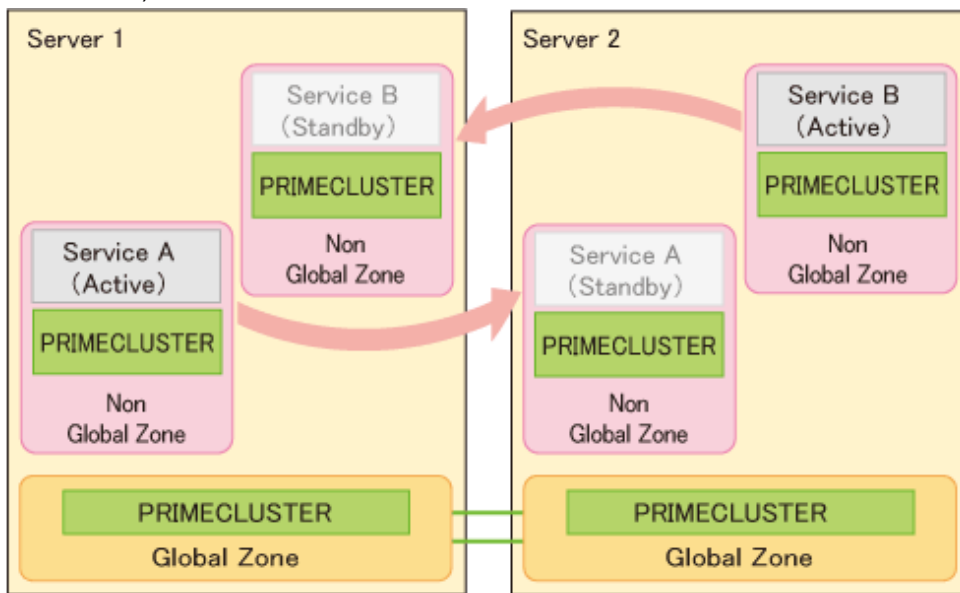 Server 1
Service B
(Standby)
PRIMECLUSTER
Non
Global Zone
Service A
(Active)
PRIMECLUSTER
Non
Global Zone
PRIMECLUSTER
Global Zone
Server 2
Service B
(Active)
PRIMECLUSTER
Non
Global Zone
Service A
(Standby)
PRIMECLUSTER
Non
Global Zone
PRIMECLUSTER
Global Zone